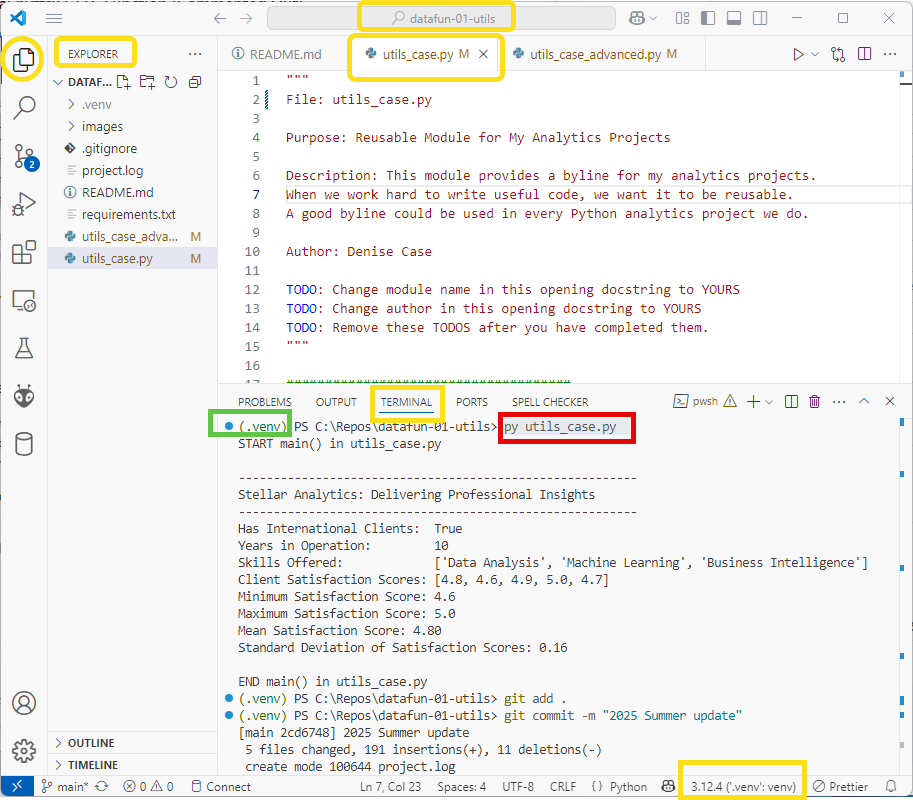 datafun-01-utils
EXPLORER
DATAF...
.venv
images
.gitignore
project.log
README.md
requirements.txt
utils_case_adva... M
utils_case.py M
OUTLINE
TIMELINE
2
README.md
utils_case.py M
utils_case_advanced.py M
1 """
2 File: utils_case.py
3
4 Purpose: Reusable Module for My Analytics Projects
5
6 Description: This module provides a byline for my analytics projects.
7 When we work hard to write useful code, we want it to be reusable.
8 A good byline could be used in every Python analytics project we do.
9
10 Author: Denise Case
11
12 TODO: Change module name in this opening docstring to YOURS
13 TODO: Change author in this opening docstring to YOURS
14 TODO: Remove these TODOS after you have completed them.
15 """
16
PROBLEMS OUTPUT TERMINAL PORTS SPELL CHECKER
pwsh
(.venv) PS C:\Repos\datafun-01-utils> py utils_case.py
START main() in utils_case.py
---------------------------------------------------------
Stellar Analytics: Delivering Professional Insights
---------------------------------------------------------
Has International Clients: True
Years in Operation: 10
Skills Offered: ['Data Analysis', 'Machine Learning', 'Business Intelligence']
Client Satisfaction Scores: [4.8, 4.6, 4.9, 5.0, 4.7]
Minimum Satisfaction Score: 4.6
Maximum Satisfaction Score: 5.0
Mean Satisfaction Score: 4.80
Standard Deviation of Satisfaction Scores: 0.16
END main() in utils_case.py
(.venv) PS C:\Repos\datafun-01-utils> git add .
(.venv) PS C:\Repos\datafun-01-utils> git commit -m "2025 Summer update"
[main 2cd6748] 2025 Summer update
5 files changed, 191 insertions(+), 11 deletions(-)
create mode 100644 project.log
main* 0 0 Connect Ln 7, Col 23 Spaces: 4 UTF-8 CRLF {} Python 3.12.4 ('.venv': venv) Prettier